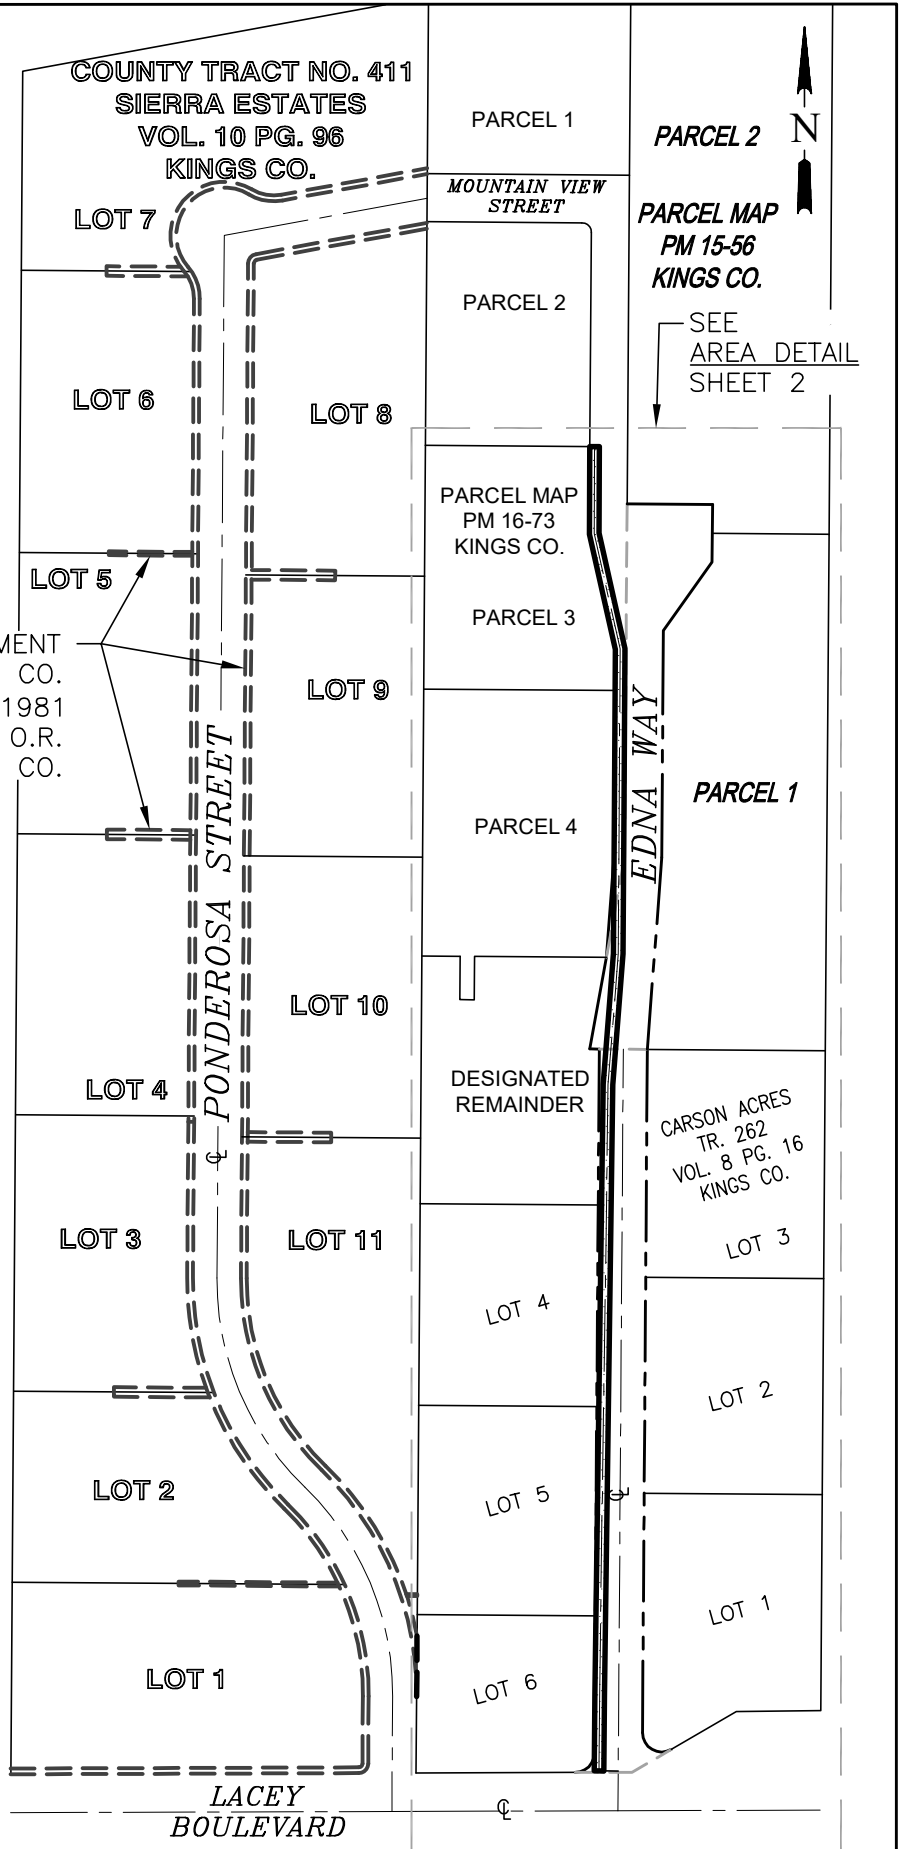 COUNTY TRACT NO. 411
SIERRA ESTATES
VOL. 10 PG. 96
KINGS CO.
PARCEL 1
PARCEL 2
N
MOUNTAIN VIEW
STREET
LOT 7
PARCEL MAP
PM 15-56
KINGS CO.
PARCEL 2
SEE
AREA DETAIL
SHEET 2
LOT 6
LOT 8
PARCEL MAP
PM 16-73
KINGS CO.
LOT 5
PARCEL 3
MENT
CO.
1981
O.R.
CO.
LOT 9
PONDEROSA STREET
EDNA WAY
PARCEL 1
PARCEL 4
LOT 10
LOT 4
DESIGNATED
REMAINDER
CARSON ACRES
TR. 262
VOL. 8 PG. 16
KINGS CO.
℄
LOT 3
LOT 11
LOT 3
LOT 4
LOT 2
LOT 2
LOT 5
℄
LOT 1
LOT 1
LOT 6
LACEY
BOULEVARD
℄